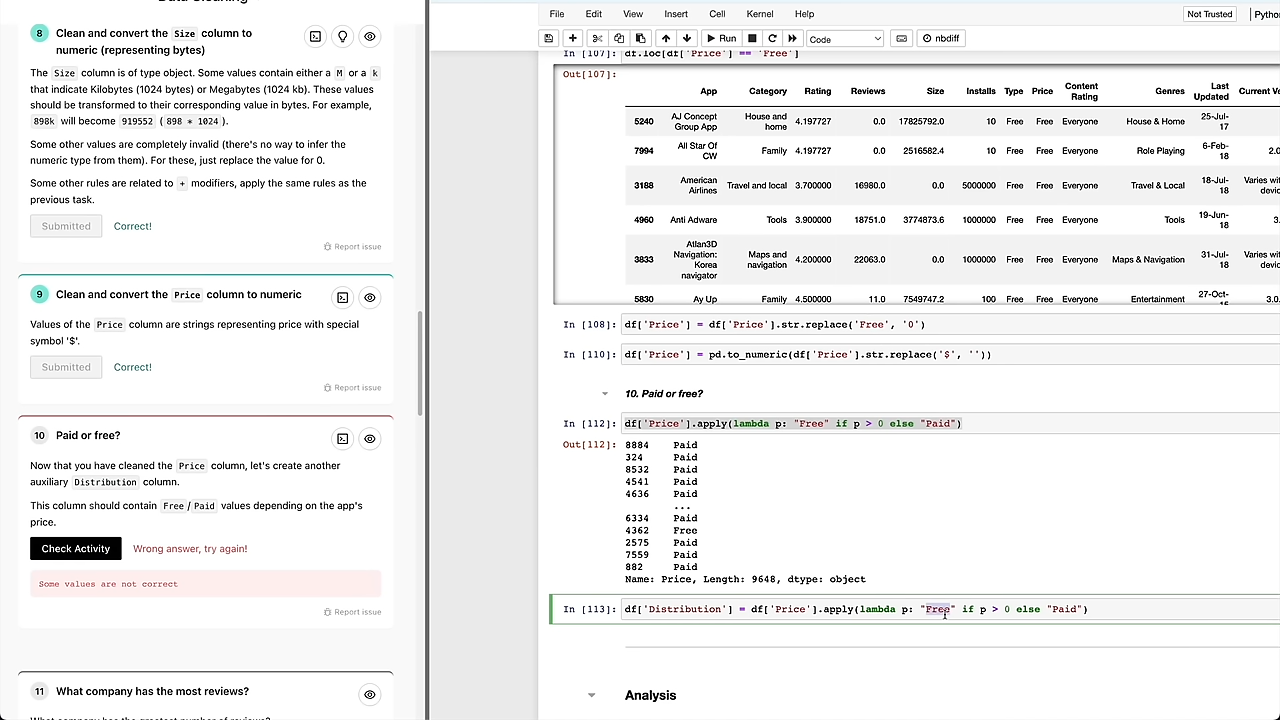 Data Cleaning
8 Clean and convert the Size column to
numeric (representing bytes)
The Size column is of type object. Some values contain either a M or a k
that indicate Kilobytes (1024 bytes) or Megabytes (1024 kb). These values
should be transformed to their corresponding value in bytes. For example,
898k will become 919552 ( 898 * 1024 ).
Some other values are completely invalid (there's no way to infer the
numeric type from them). For these, just replace the value for 0.
Some other rules are related to + modifiers, apply the same rules as the
previous task.
Submitted Correct!
Report issue
9 Clean and convert the Price column to numeric
Values of the Price column are strings representing price with special
symbol '$'.
Submitted Correct!
Report issue
10 Paid or free?
Now that you have cleaned the Price column, let's create another
auxiliary Distribution column.
This column should contain Free / Paid values depending on the app's
price.
Check Activity Wrong answer, try again!
Some values are not correct
Report issue
11 What company has the most reviews?
What company has the greatest number of reviews?
File Edit View Insert Cell Kernel Help
Not Trusted
Run Code nbdiff
In [107]: df.loc[df['Price'] == 'Free']
Out[107]:
App Category Rating Reviews Size Installs Type Price Content Rating Genres Last Updated
5240 AJ Concept Group App House and home 4.197727 0.0 17825792.0 10 Free Free Everyone House & Home 25-Jul-17
7994 All Star Of CW Family 4.197727 0.0 2516582.4 10 Free Free Everyone Role Playing 6-Feb-18 2.0
3188 American Airlines Travel and local 3.700000 16980.0 0.0 5000000 Free Free Everyone Travel & Local 18-Jul-18 Varies with
4960 Anti Adware Tools 3.900000 18751.0 3774873.6 1000000 Free Free Everyone Tools 19-Jun-18 3.
3833 Atlan3D Navigation: Korea navigator Maps and navigation 4.200000 22063.0 0.0 1000000 Free Free Everyone Maps & Navigation 31-Jul-18 Varies with
5830 Ay Up Family 4.500000 11.0 7549747.2 100 Free Free Everyone Entertainment 27-Oct- 3.0
In [108]: df['Price'] = df['Price'].str.replace('Free', '0')
In [110]: df['Price'] = pd.to_numeric(df['Price'].str.replace('$', ''))
10. Paid or free?
In [112]: df['Price'].apply(lambda p: "Free" if p > 0 else "Paid")
Out[112]: 8884 Paid
324 Paid
8532 Paid
4541 Paid
4636 Paid
...
6334 Paid
4362 Free
2575 Paid
7559 Paid
882 Paid
Name: Price, Length: 9648, dtype: object
In [113]: df['Distribution'] = df['Price'].apply(lambda p: "Free" if p > 0 else "Paid")
Analysis